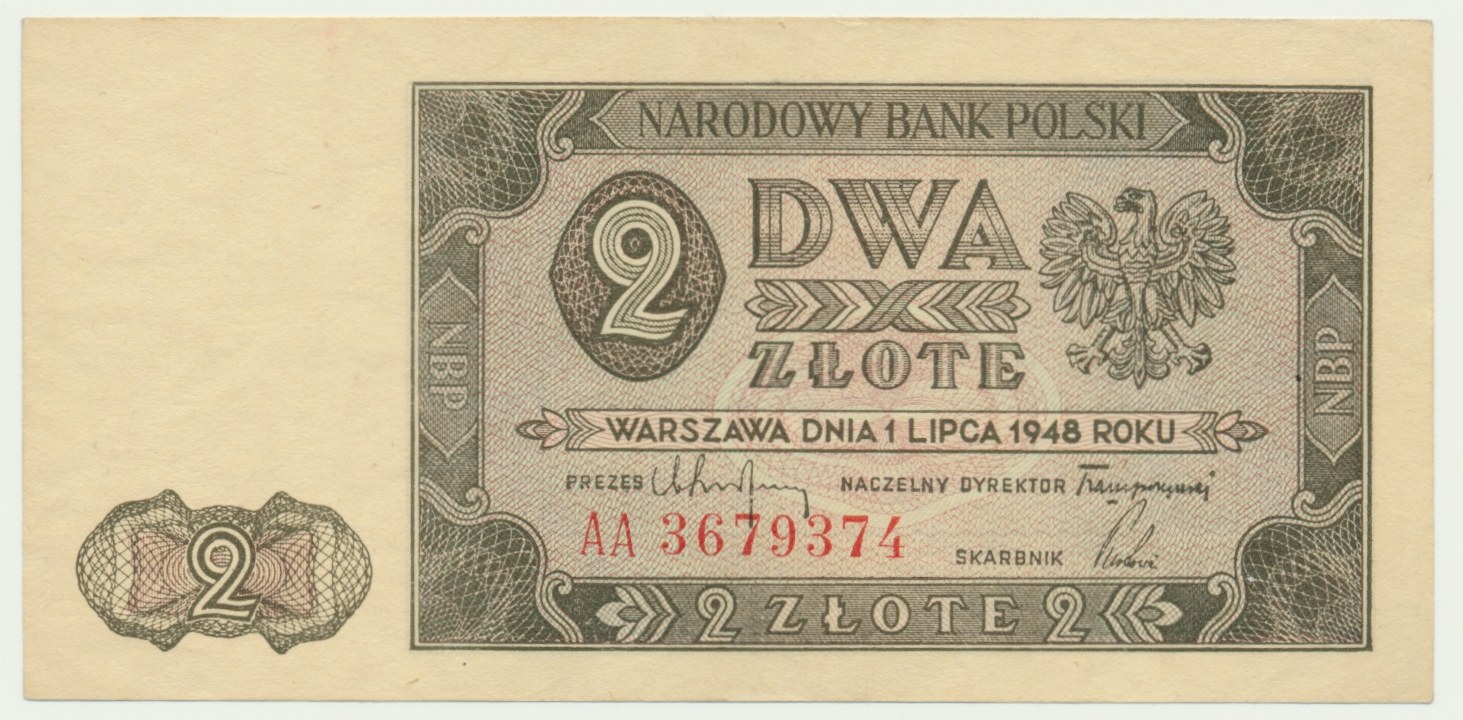 NARODOWY BANK POLSKI
2 DWA
ZŁOTE
NBP
NBP
WARSZAWA DNIA 1 LIPCA 1948 ROKU
PREZES NACZELNY DYREKTOR
AA 3679374
SKARBNIK
2
2 ZŁOTE 2